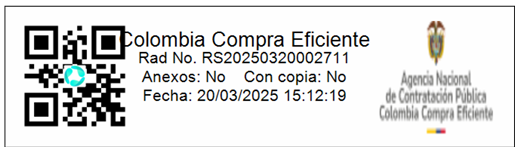 Colombia Compra Eficiente
Rad No. RS20250320002711
Anexos: No    Con copia: No
Fecha: 20/03/2025 15:12:19
Agencia Nacional
de Contratación Pública
Colombia Compra Eficiente